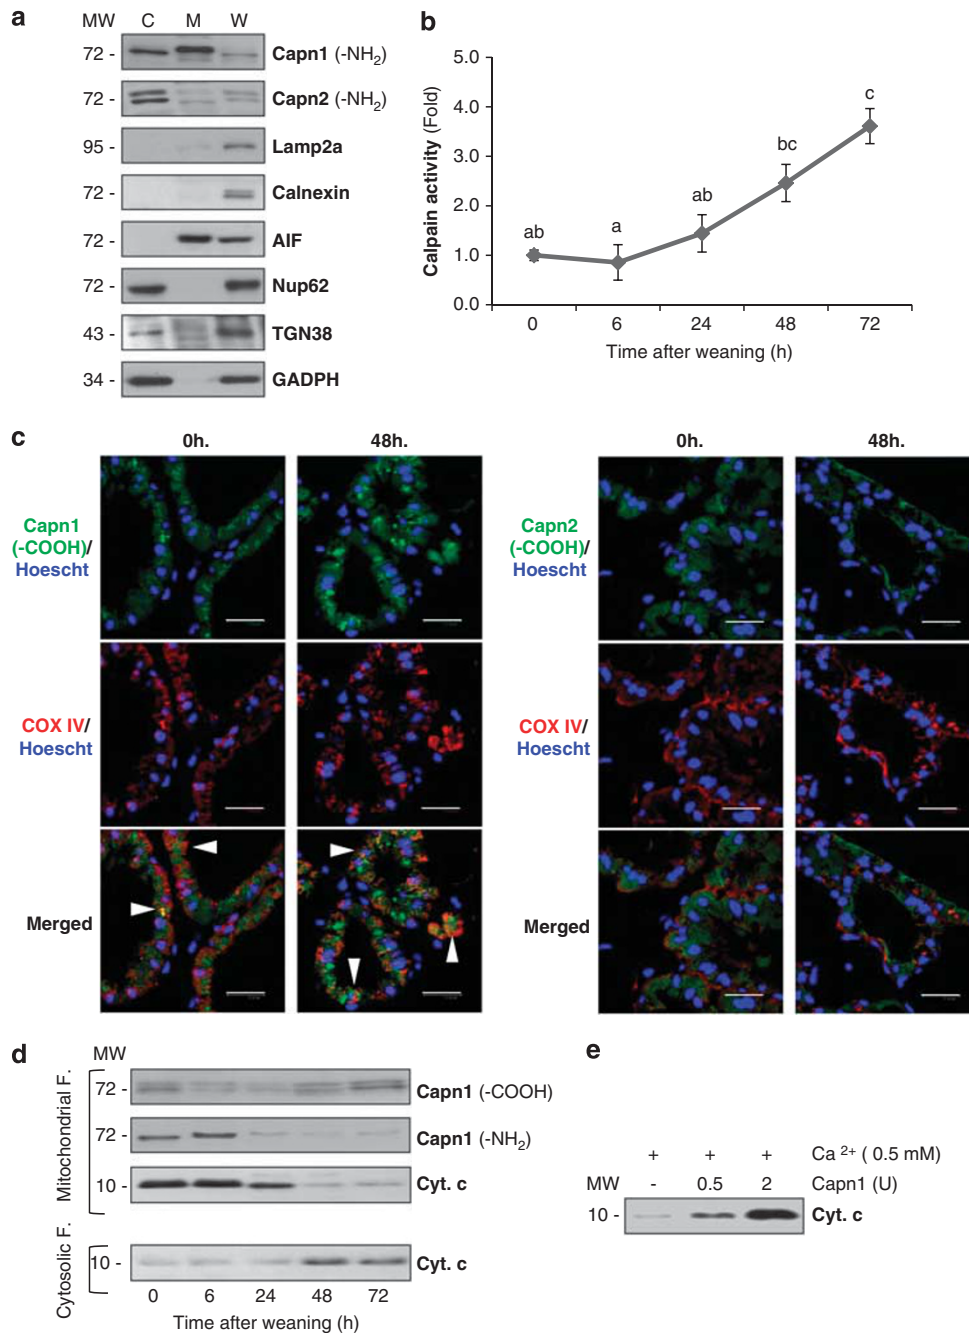 a
MW C M W
72 - Capn1 (-NH2)
72 - Capn2 (-NH2)
95 - Lamp2a
72 - Calnexin
72 - AIF
72 - Nup62
43 - TGN38
34 - GADPH
b
Calpain activity (Fold)
5.0
4.0
3.0
2.0
1.0
0.0
ab a ab bc c
0 6 24 48 72
Time after weaning (h)
c
0h. 48h. 0h. 48h.
Capn1
(-COOH)/
Hoescht
Capn2
(-COOH)/
Hoescht
COX IV/
Hoescht
COX IV/
Hoescht
Merged
Merged
d
MW
Mitochondrial F.
72 - Capn1 (-COOH)
72 - Capn1 (-NH2)
10 - Cyt. c
Cytosolic F.
10 - Cyt. c
0 6 24 48 72
Time after weaning (h)
e
+ + + Ca 2+ ( 0.5 mM)
MW - 0.5 2 Capn1 (U)
10 - Cyt. c